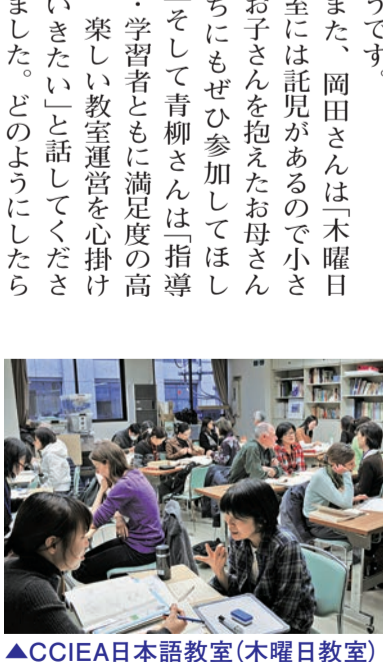 うです。
また、岡田さんは「木曜日
室には託児があるので小さ
お子さんを抱えたお母さん
ちにもぜひ参加してほし
」そして青柳さんは「指導
・学習者ともに満足度の高
楽しい教室運営を心掛け
いきたい」と話してくださ
ました。どのようにしたら
▲CCIEA日本語教室（木曜日教室）